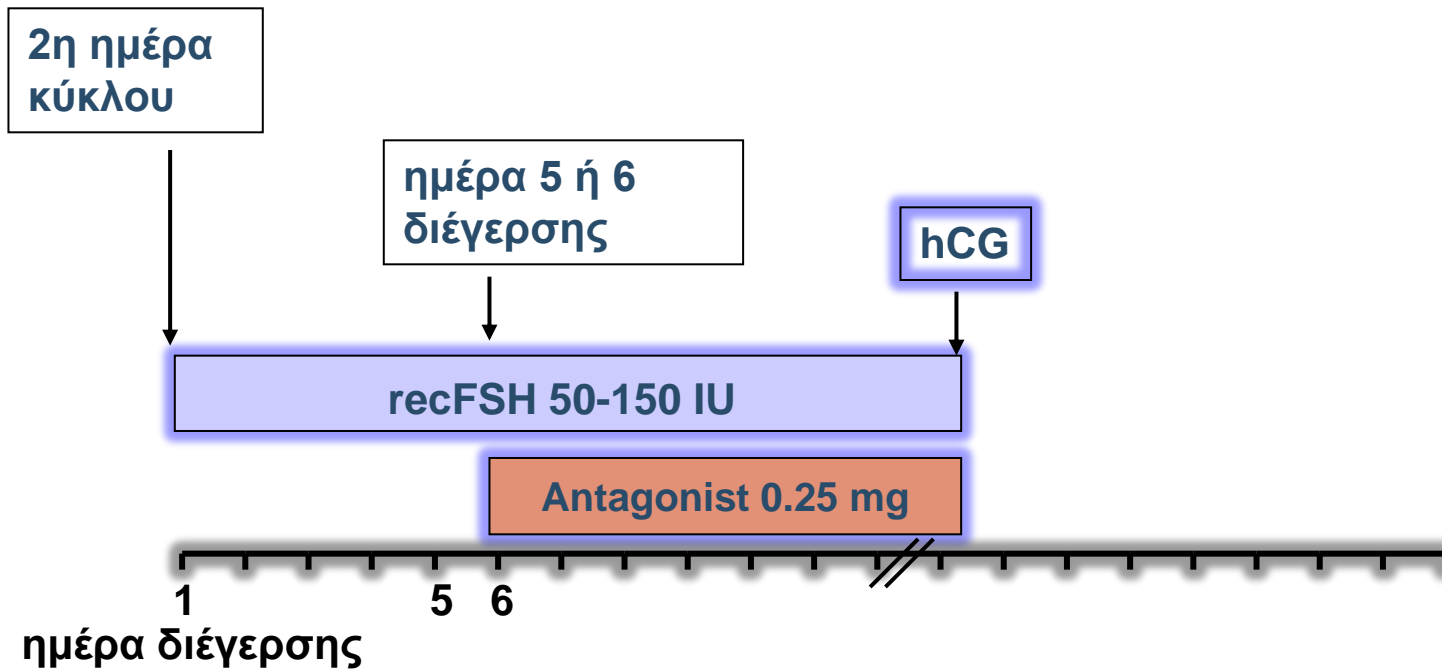 2η ημέρα
κύκλου
ημέρα 5 ή 6
διέγερσης
hCG
recFSH 50-150 IU
Antagonist 0.25 mg
1 5 6
ημέρα διέγερσης